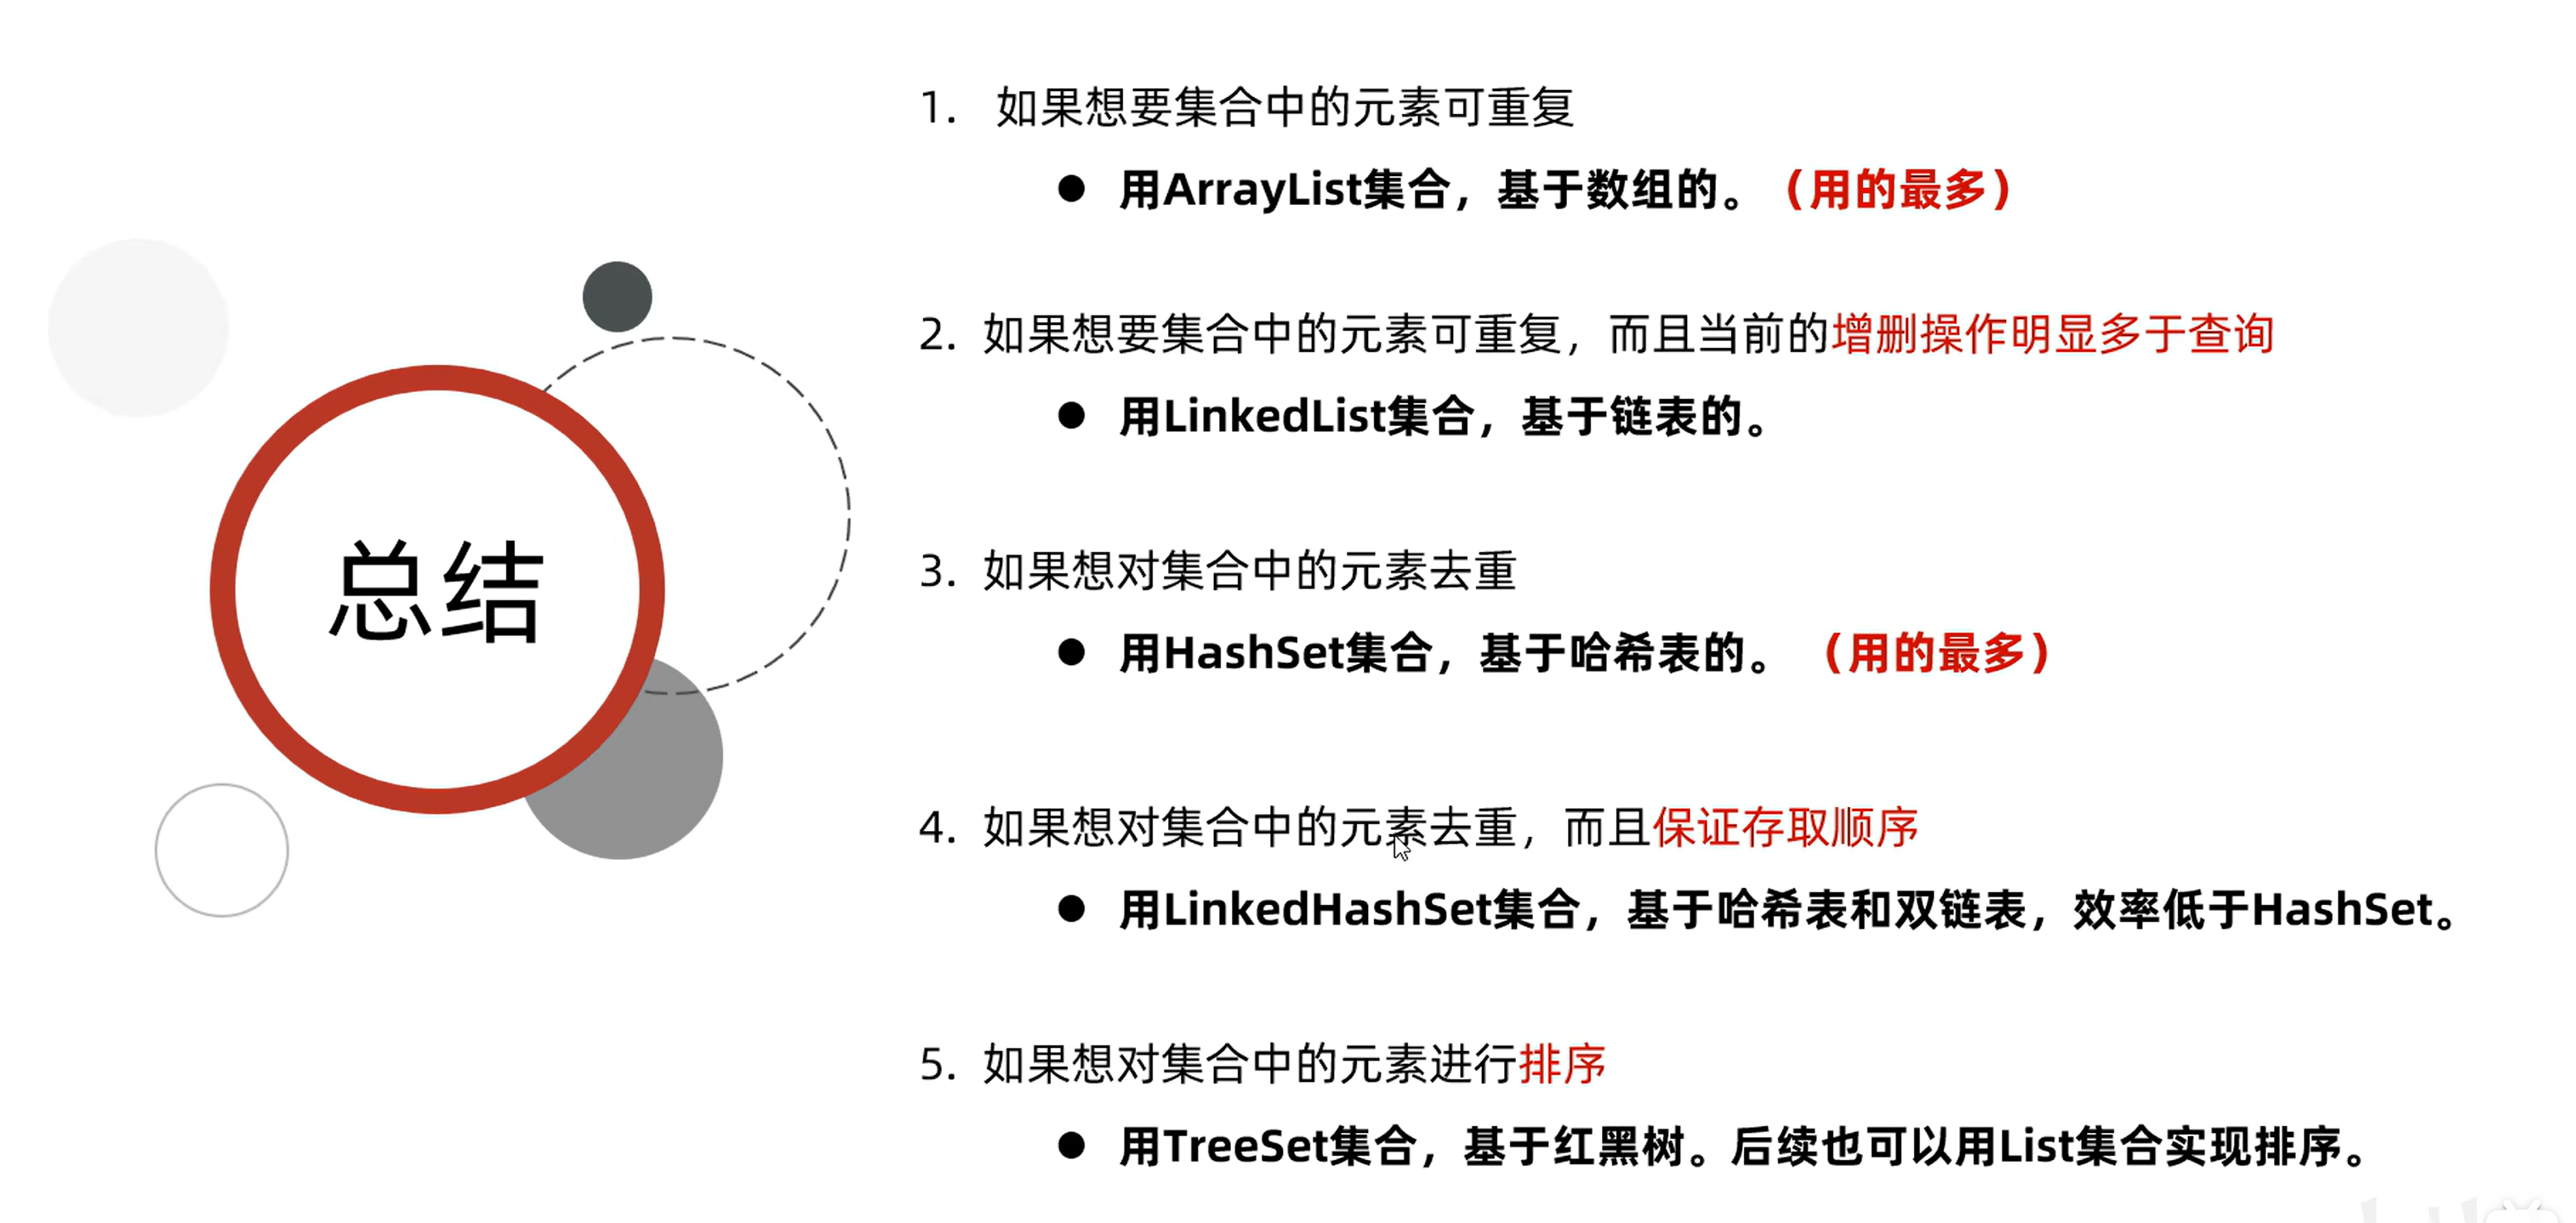 总结
1. 如果想要集合中的元素可重复
● 用ArrayList集合，基于数组的。（用的最多）
2. 如果想要集合中的元素可重复，而且当前的增删操作明显多于查询
● 用LinkedList集合，基于链表的。
3. 如果想对集合中的元素去重
● 用HashSet集合，基于哈希表的。（用的最多）
4. 如果想对集合中的元素去重，而且保证存取顺序
● 用LinkedHashSet集合，基于哈希表和双链表，效率低于HashSet。
5. 如果想对集合中的元素进行排序
● 用TreeSet集合，基于红黑树。后续也可以用List集合实现排序。